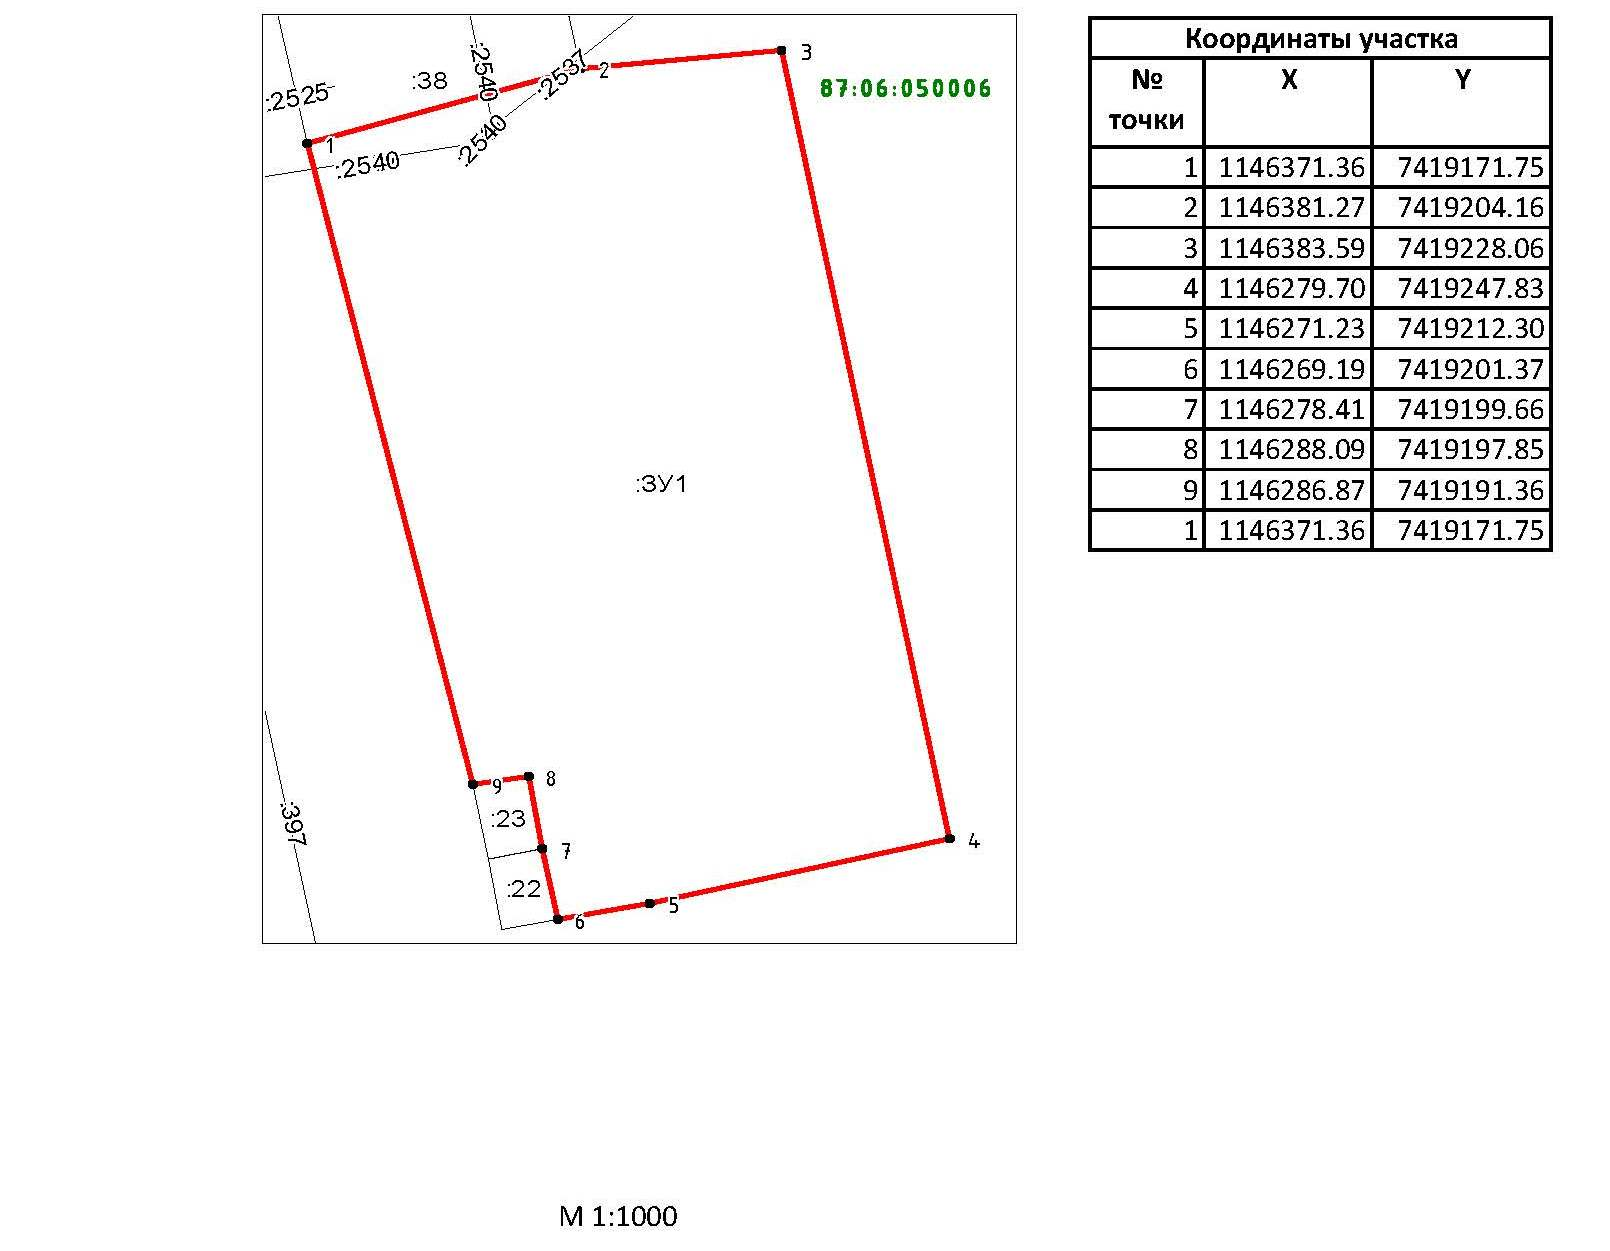 :2525
:38
:2540
:2537
2
3
87:06:050006
1
:2540
:2540
:ЗУ1
9
8
:23
:397
7
4
:22
5
6
М 1:1000
Координаты участка
№ точки X Y
1 1146371.36 7419171.75
2 1146381.27 7419204.16
3 1146383.59 7419228.06
4 1146279.70 7419247.83
5 1146271.23 7419212.30
6 1146269.19 7419201.37
7 1146278.41 7419199.66
8 1146288.09 7419197.85
9 1146286.87 7419191.36
1 1146371.36 7419171.75